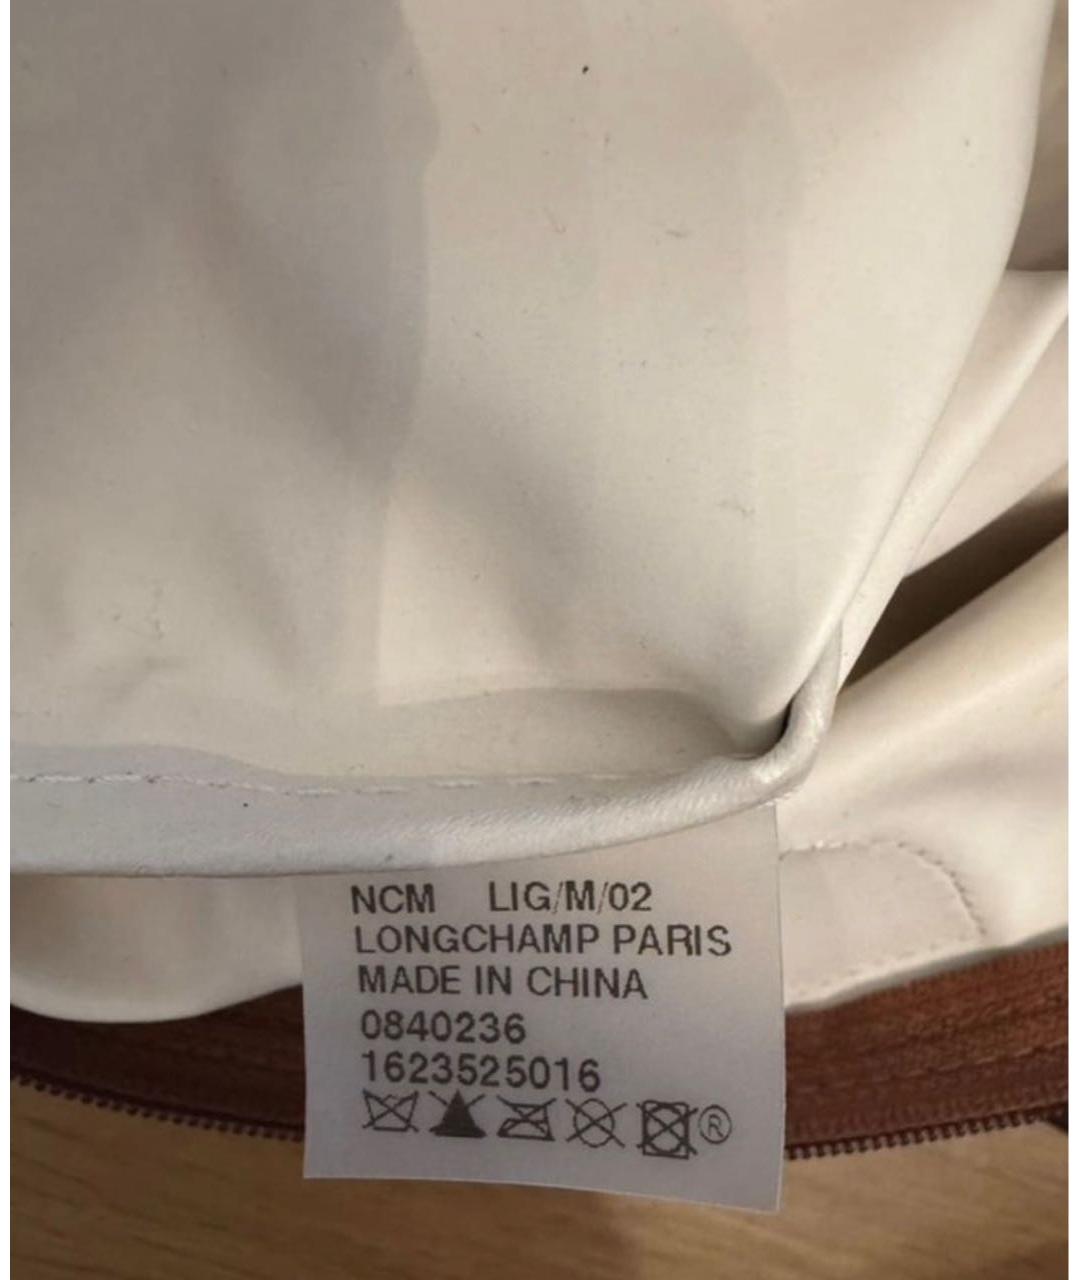 NCM LIG/M/02
LONGCHAMP PARIS
MADE IN CHINA
0840236
1623525016
®